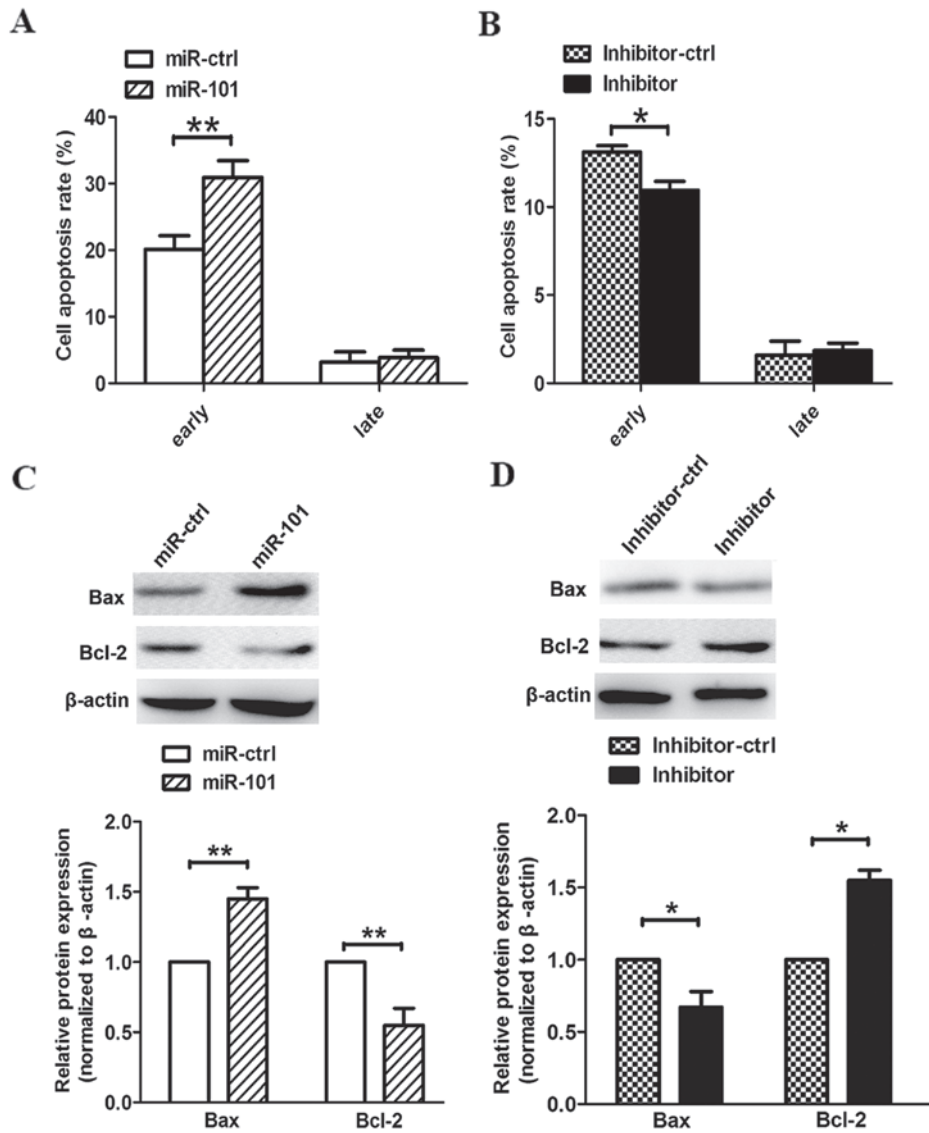 A
miR-ctrl
miR-101
Cell apoptosis rate (%)
40
30
20
10
0
**
early
late
B
Inhibitor-ctrl
Inhibitor
Cell apoptosis rate (%)
15
10
5
0
*
early
late
C
miR-ctrl
miR-101
Bax
Bcl-2
β-actin
miR-ctrl
miR-101
Relative protein expression
(normalized to β -actin)
2.0
1.5
1.0
0.5
0.0
**
**
Bax
Bcl-2
D
Inhibitor-ctrl
Inhibitor
Bax
Bcl-2
β-actin
Inhibitor-ctrl
Inhibitor
Relative protein expression
(normalized to β -actin)
2.0
1.5
1.0
0.5
0.0
*
*
Bax
Bcl-2